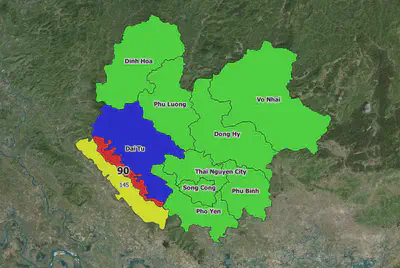 Dinh Hoa
Phu Luong
Vo Nhai
Dong Hy
Dai Tu
Thai Nguyen City
90
145
Song Cong
Phu Binh
Pho Yen